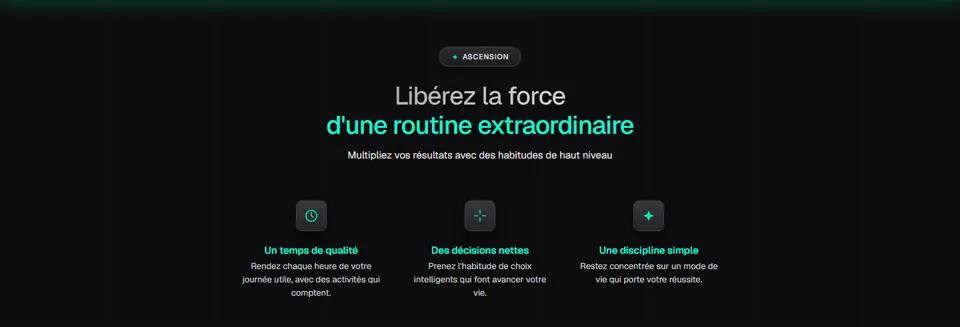 ASCENSION
Libérez la force
d'une routine extraordinaire
Multipliez vos résultats avec des habitudes de haut niveau
Un temps de qualité
Rendez chaque heure de votre
journée utile, avec des activités qui
comptent.
Des décisions nettes
Prenez l'habitude de choix
intelligents qui font avancer votre
vie.
Une discipline simple
Restez concentrée sur un mode de
vie qui porte votre réussite.